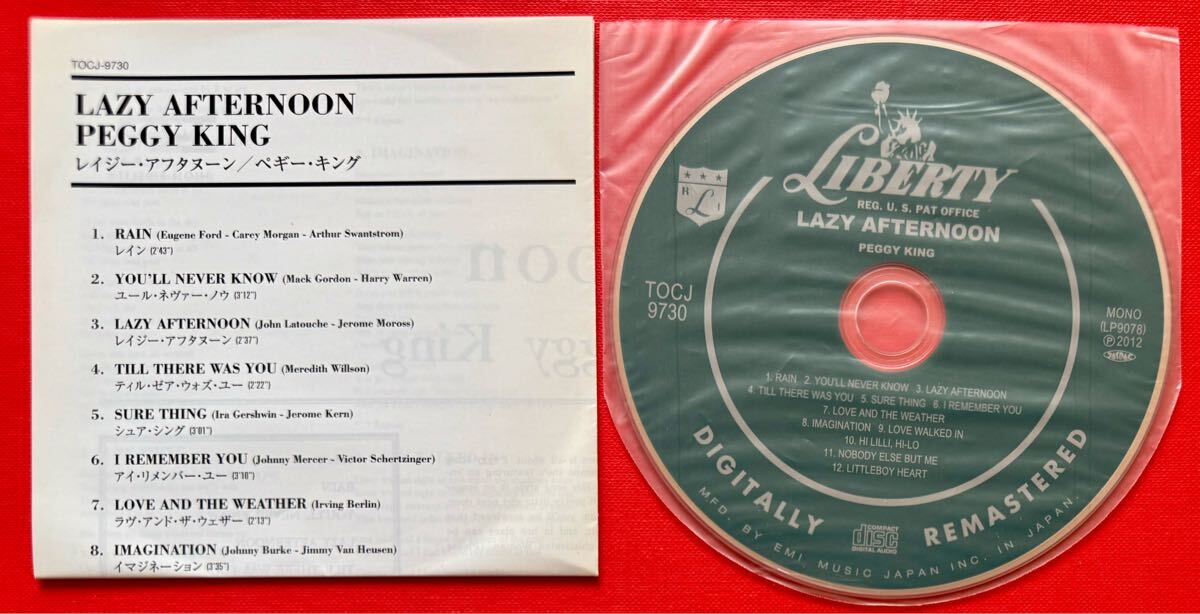 TOCJ-9730
LAZY AFTERNOON
PEGGY KING
レイジー・アフタヌーン／ペギー・キング
1. RAIN (Eugene Ford - Carey Morgan - Arthur Swantstrom)
レイン (2'43")
2. YOU'LL NEVER KNOW (Mack Gordon - Harry Warren)
ユール・ネヴァー・ノウ (3'12")
3. LAZY AFTERNOON (John Latouche - Jerome Moross)
レイジー・アフタヌーン (2'37")
4. TILL THERE WAS YOU (Meredith Willson)
ティル・ゼア・ウォズ・ユー (2'22")
5. SURE THING (Ira Gershwin - Jerome Kern)
シュア・シング (3'01")
6. I REMEMBER YOU (Johnny Mercer - Victor Schertzinger)
アイ・リメンバー・ユー (3'10")
7. LOVE AND THE WEATHER (Irving Berlin)
ラヴ・アンド・ザ・ウェザー (2'13")
8. IMAGINATION (Johnny Burke - Jimmy Van Heusen)
イマジネーション (3'35")
LIBERTY
REG. U. S. PAT OFFICE
LAZY AFTERNOON
PEGGY KING
TOCJ
9730
MONO
(LP9078)
Ⓟ2012
1. RAIN 2. YOU'LL NEVER KNOW 3. LAZY AFTERNOON
4. TILL THERE WAS YOU 5. SURE THING 6. I REMEMBER YOU
7. LOVE AND THE WEATHER
8. IMAGINATION 9. LOVE WALKED IN
10. HI LILLI, HI-LO
11. NOBODY ELSE BUT ME
12. LITTLEBOY HEART
DIGITALLY REMASTERED
COMPACT
disc
DIGITAL AUDIO
MFD. BY EMI MUSIC JAPAN INC. IN JAPAN.